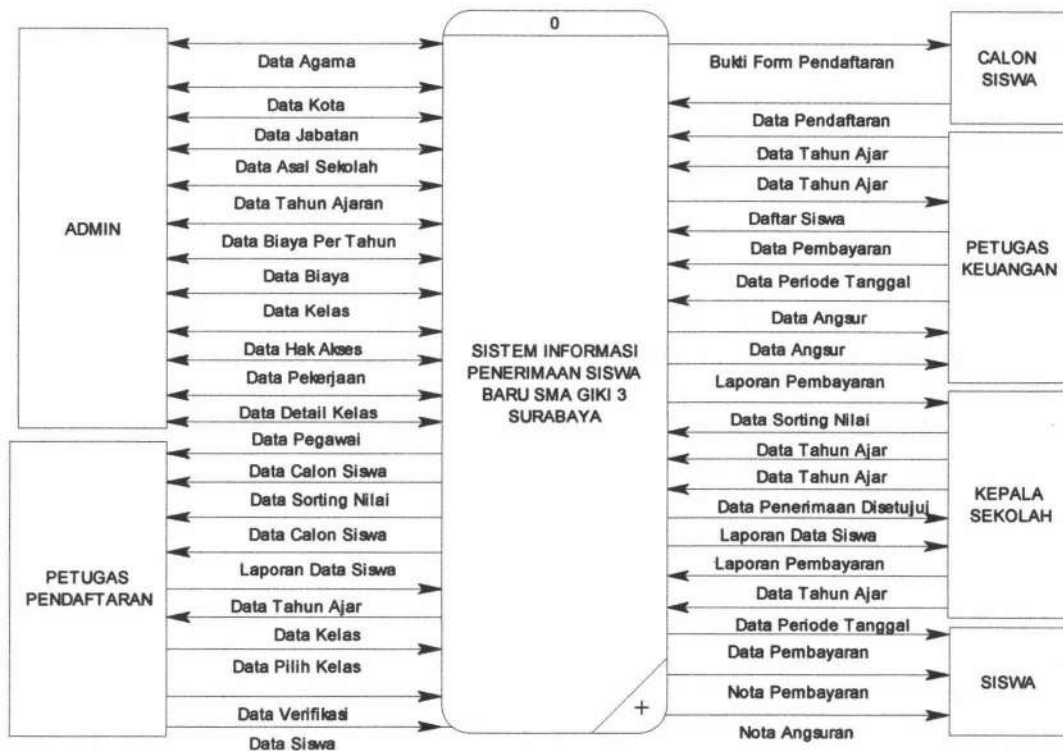 0
ADMIN
Data Agama
Data Kota
Data Jabatan
Data Asal Sekolah
Data Tahun Ajaran
Data Biaya Per Tahun
Data Biaya
Data Kelas
Data Hak Akses
Data Pekerjaan
Data Detail Kelas
Data Pegawai
PETUGAS
PENDAFTARAN
Data Calon Siswa
Data Sorting Nilai
Data Calon Siswa
Laporan Data Siswa
Data Tahun Ajar
Data Kelas
Data Pilih Kelas
Data Verifikasi
Data Siswa
SISTEM INFORMASI
PENERIMAAN SISWA
BARU SMA GIKI 3
SURABAYA
+
CALON
SISWA
Bukti Form Pendaftaran
Data Pendaftaran
PETUGAS
KEUANGAN
Data Tahun Ajar
Data Tahun Ajar
Daftar Siswa
Data Pembayaran
Data Periode Tanggal
Data Angsur
Data Angsur
Laporan Pembayaran
KEPALA
SEKOLAH
Data Sorting Nilai
Data Tahun Ajar
Data Tahun Ajar
Data Penerimaan Disetujui
Laporan Data Siswa
Laporan Pembayaran
Data Tahun Ajar
Data Periode Tanggal
SISWA
Data Pembayaran
Nota Pembayaran
Nota Angsuran